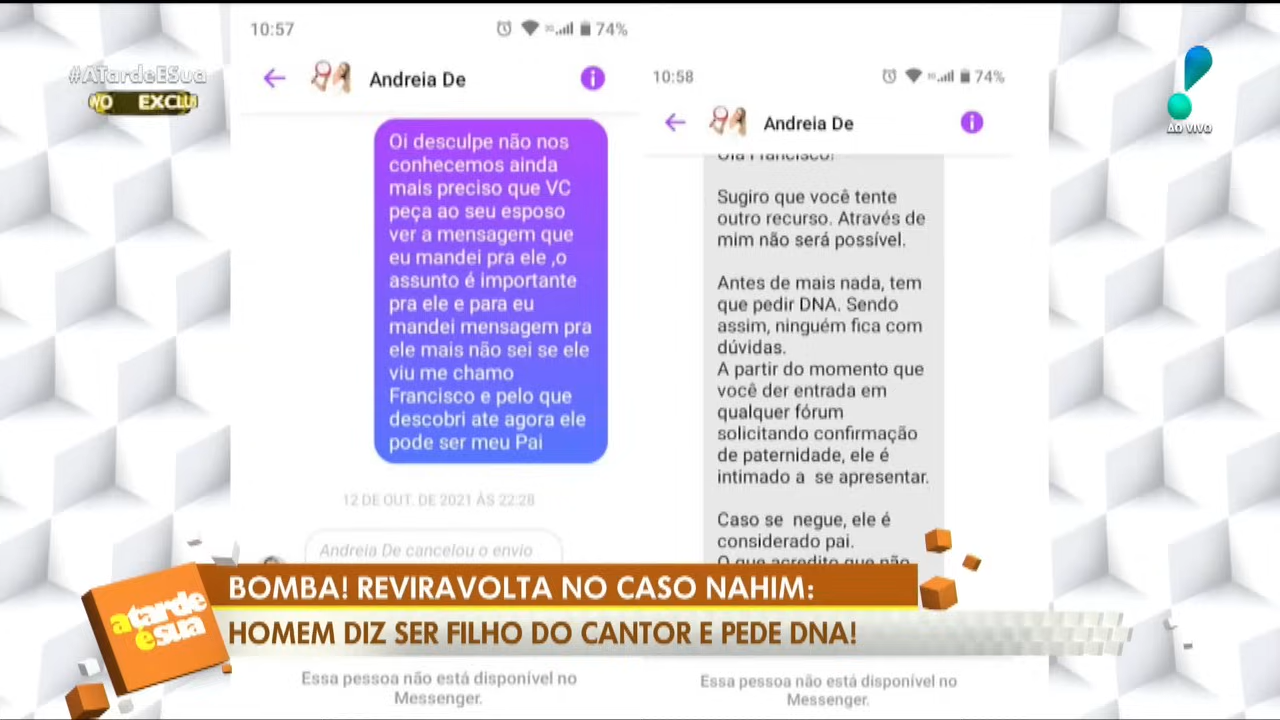 #ATardeESua
VO EXCLU
AO VIVO
10:57
74%
Andreia De
Oi desculpe não nos
conhecemos ainda
mais preciso que VC
peça ao seu esposo
ver a mensagem que
eu mandei pra ele ,o
assunto é importante
pra ele e para eu
mandei mensagem pra
ele mais não sei se ele
viu me chamo
Francisco e pelo que
descobri ate agora ele
pode ser meu Pai
12 DE OUT. DE 2021 ÀS 22:28
Andreia De cancelou o envio
Essa pessoa não está disponível no
Messenger.
10:58
74%
Andreia De
Olá Francisco!
Sugiro que você tente
outro recurso. Através de
mim não será possível.
Antes de mais nada, tem
que pedir DNA. Sendo
assim, ninguém fica com
dúvidas.
A partir do momento que
você der entrada em
qualquer fórum
solicitando confirmação
de paternidade, ele é
intimado a  se apresentar.
Caso se  negue, ele é
considerado pai.
O que acredito que não
Essa pessoa não está disponível no
Messenger.
a tarde
é sua
BOMBA! REVIRAVOLTA NO CASO NAHIM:
HOMEM DIZ SER FILHO DO CANTOR E PEDE DNA!